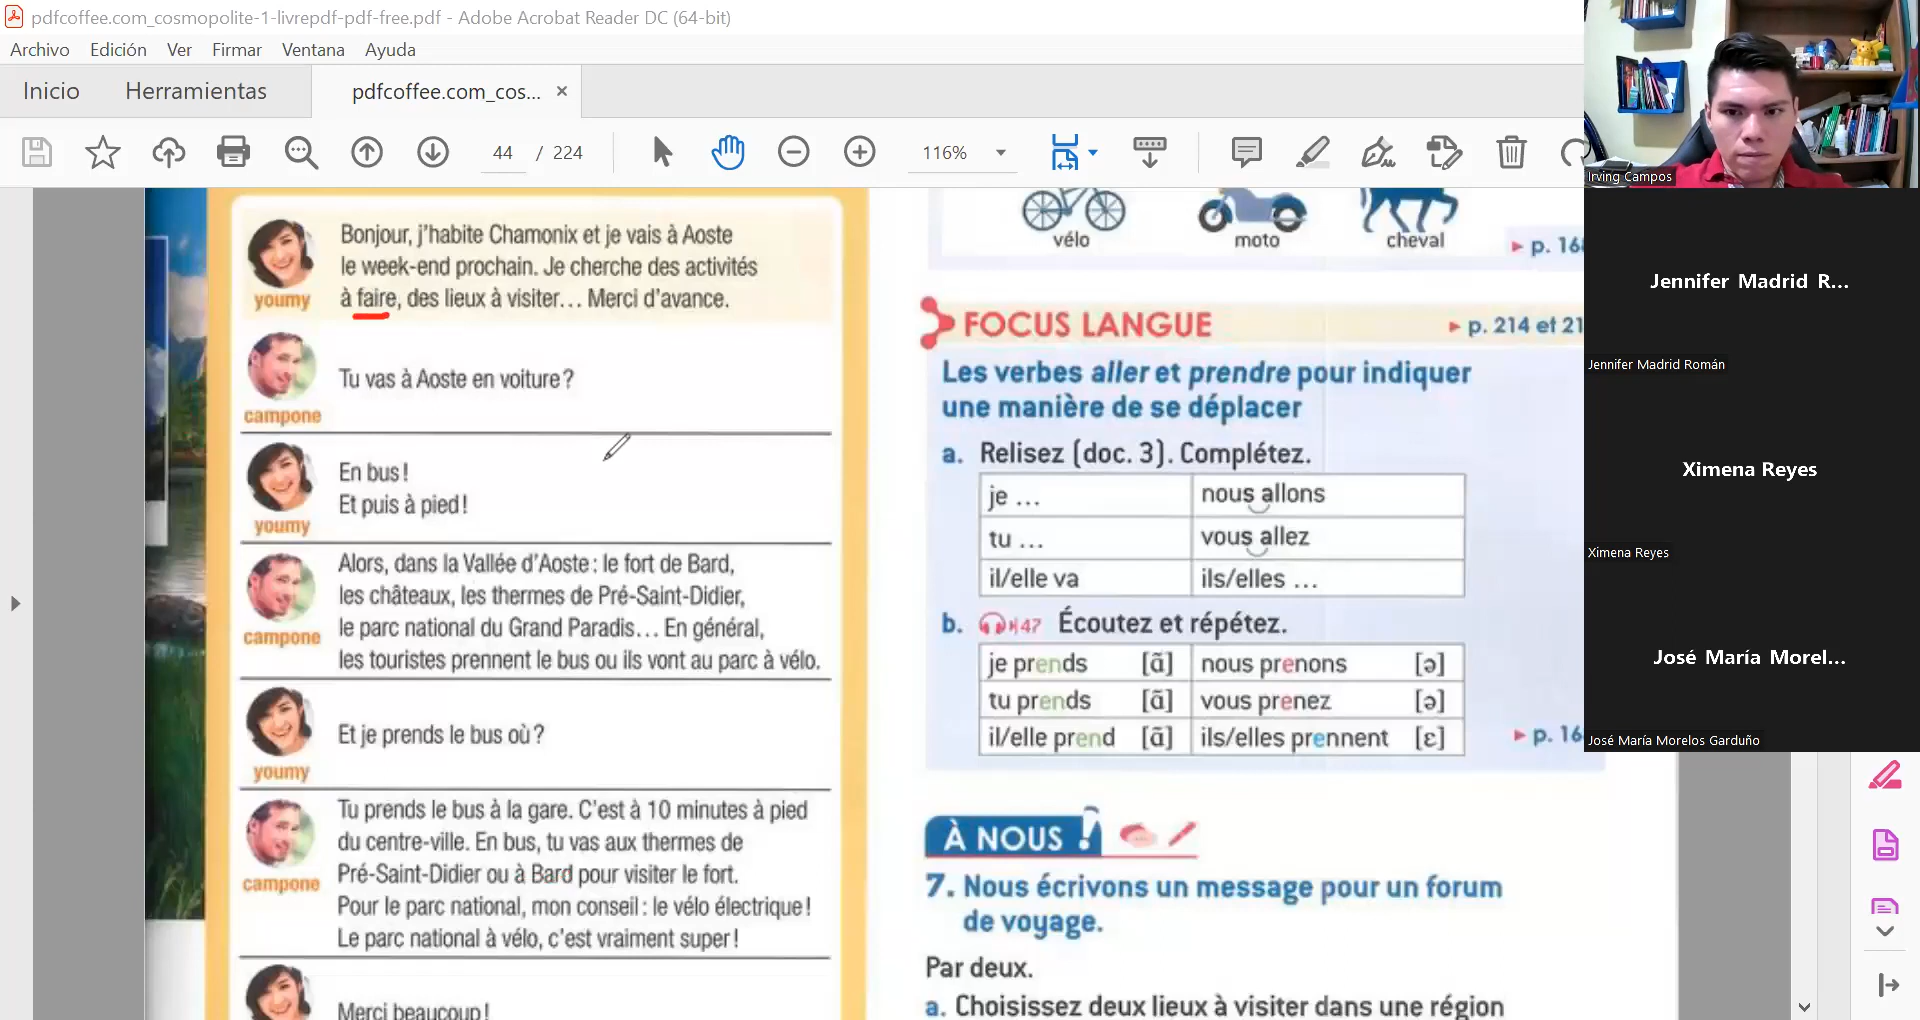 pdfcoffee.com_cosmopolite-1-livrepdf-pdf-free.pdf - Adobe Acrobat Reader DC (64-bit)
Archivo Edición Ver Firmar Ventana Ayuda
Inicio Herramientas pdfcoffee.com_cos... ×
44 / 224 116%
Bonjour, j'habite Chamonix et je vais à Aoste
le week-end prochain. Je cherche des activités
à faire, des lieux à visiter... Merci d'avance.
youmy
Tu vas à Aoste en voiture ?
campone
En bus !
Et puis à pied !
youmy
Alors, dans la Vallée d'Aoste : le fort de Bard,
les châteaux, les thermes de Pré-Saint-Didier,
le parc national du Grand Paradis... En général,
les touristes prennent le bus ou ils vont au parc à vélo.
campone
Et je prends le bus où ?
youmy
Tu prends le bus à la gare. C'est à 10 minutes à pied
du centre-ville. En bus, tu vas aux thermes de
Pré-Saint-Didier ou à Bard pour visiter le fort.
Pour le parc national, mon conseil : le vélo électrique !
Le parc national à vélo, c'est vraiment super !
campone
Merci beaucoup !
vélo moto cheval
FOCUS LANGUE
p. 214 et
Les verbes aller et prendre pour indiquer
une manière de se déplacer
a. Relisez (doc. 3). Complétez.
je ... nous allons
tu ... vous allez
il/elle va ils/elles ...
b. 47 Écoutez et répétez.
je prends [ɑ̃] nous prenons [ə]
tu prends [ɑ̃] vous prenez [ə]
il/elle prend [ɑ̃] ils/elles prennent [ɛ]
À NOUS !
7. Nous écrivons un message pour un forum
de voyage.
Par deux.
a. Choisissez deux lieux à visiter dans une région
Irving Campos
Jennifer Madrid R...
Jennifer Madrid Román
Ximena Reyes
Ximena Reyes
José María Morel...
José María Morelos Garduño